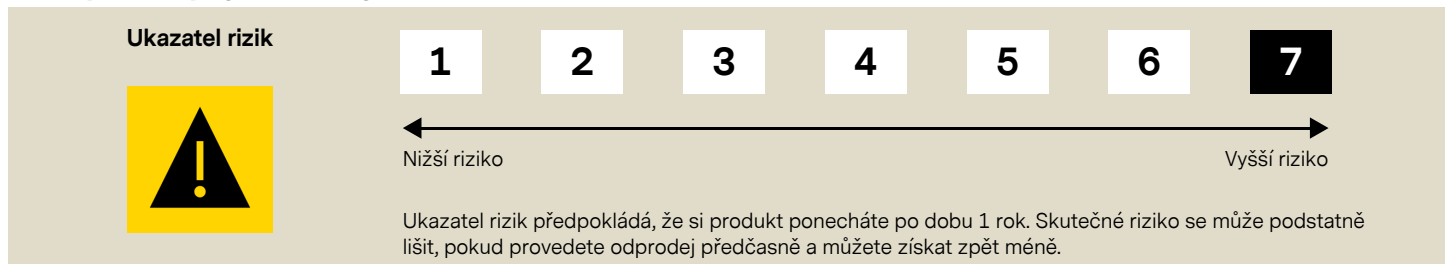 Ukazatel rizik
1 2 3 4 5 6 7
Nižší riziko Vyšší riziko
Ukazatel rizik předpokládá, že si produkt ponecháte po dobu 1 rok. Skutečné riziko se může podstatně
lišit, pokud provedete odprodej předčasně a můžete získat zpět méně.